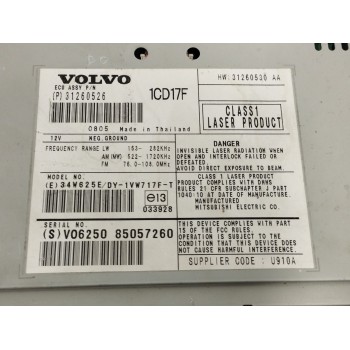 VOLVO
ECU ASSY P/N
(P) 31260526
1CD17F
HW: 31260530 AA
0805 Made in Thailand
CLASS1
LASER PRODUCT
12V NEG.GROUND
FREQUENCY RANGE LW 153- 282KHz
AM(MW) 522- 1720KHz
FM 76.0-108.0MHz
MODEL NO.
(E) 34W625E/DY-1VW717F-T
e13
033928
SERIAL NO.
(S) VO6250 85057260
DANGER
INVISIBLE LASER RADIATION WHEN
OPEN AND INTERLOCK FAILED OR
DEFEATED.
AVOID DIRECT EXPOSURE TO BEAM.
CLASS I LASER PRODUCT
PRODUCT COMPLIES WITH DHHS
RULES 21 CFR SUBCHAPTER J PART
1040:10 AT DATE OF MANUFACTURE.
MANUFACTURED AT
MITSUBISHI ELECTRIC CO.
THIS DEVICE COMPLIES WITH PART
15 OF THE FCC RULES.
OPERATION IS SUBJECT TO THE
CONDITION THAT THIS DEVICE DOES
NOT CAUSE HARMFUL INTERFERENCE.
SUPPLIER CODE : U910A